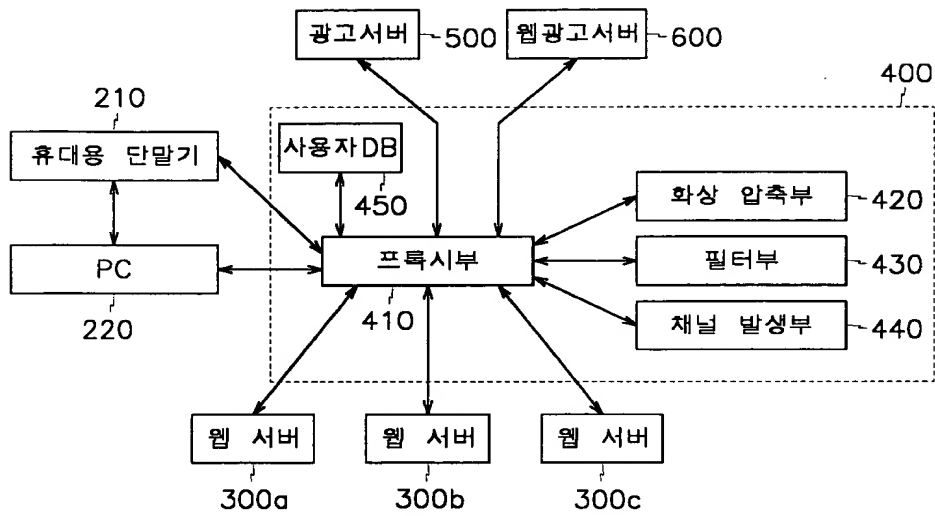 광고서버 500 웹광고서버 600
400
210
휴대용 단말기
사용자DB
450
화상 압축부 420
PC
프록시부
필터부 430
220
410
채널 발생부 440
웹 서버 웹 서버 웹 서버
300a 300b 300c